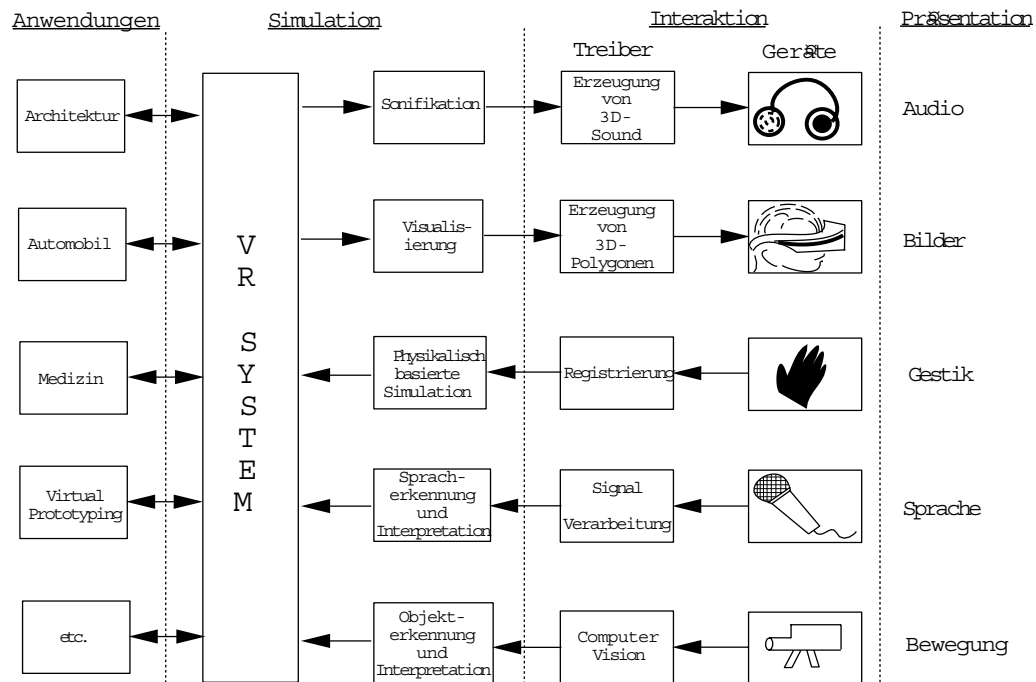 Anwendungen
Simulation
Interaktion
Präsentation
Treiber
Geräte
Architektur
Sonifikation
Erzeugung
von
3D-
Sound
Audio
Automobil
Visualis-
ierung
Erzeugung
von
3D-
Polygonen
Bilder
VR SYSTEM
Medizin
Physikalisch
basierte
Simulation
Registrierung
Gestik
Virtual
Prototyping
Sprach-
erkennung
und
Interpretation
Signal
Verarbeitung
Sprache
etc.
Objekt-
erkennung
und
Interpretation
Computer
Vision
Bewegung